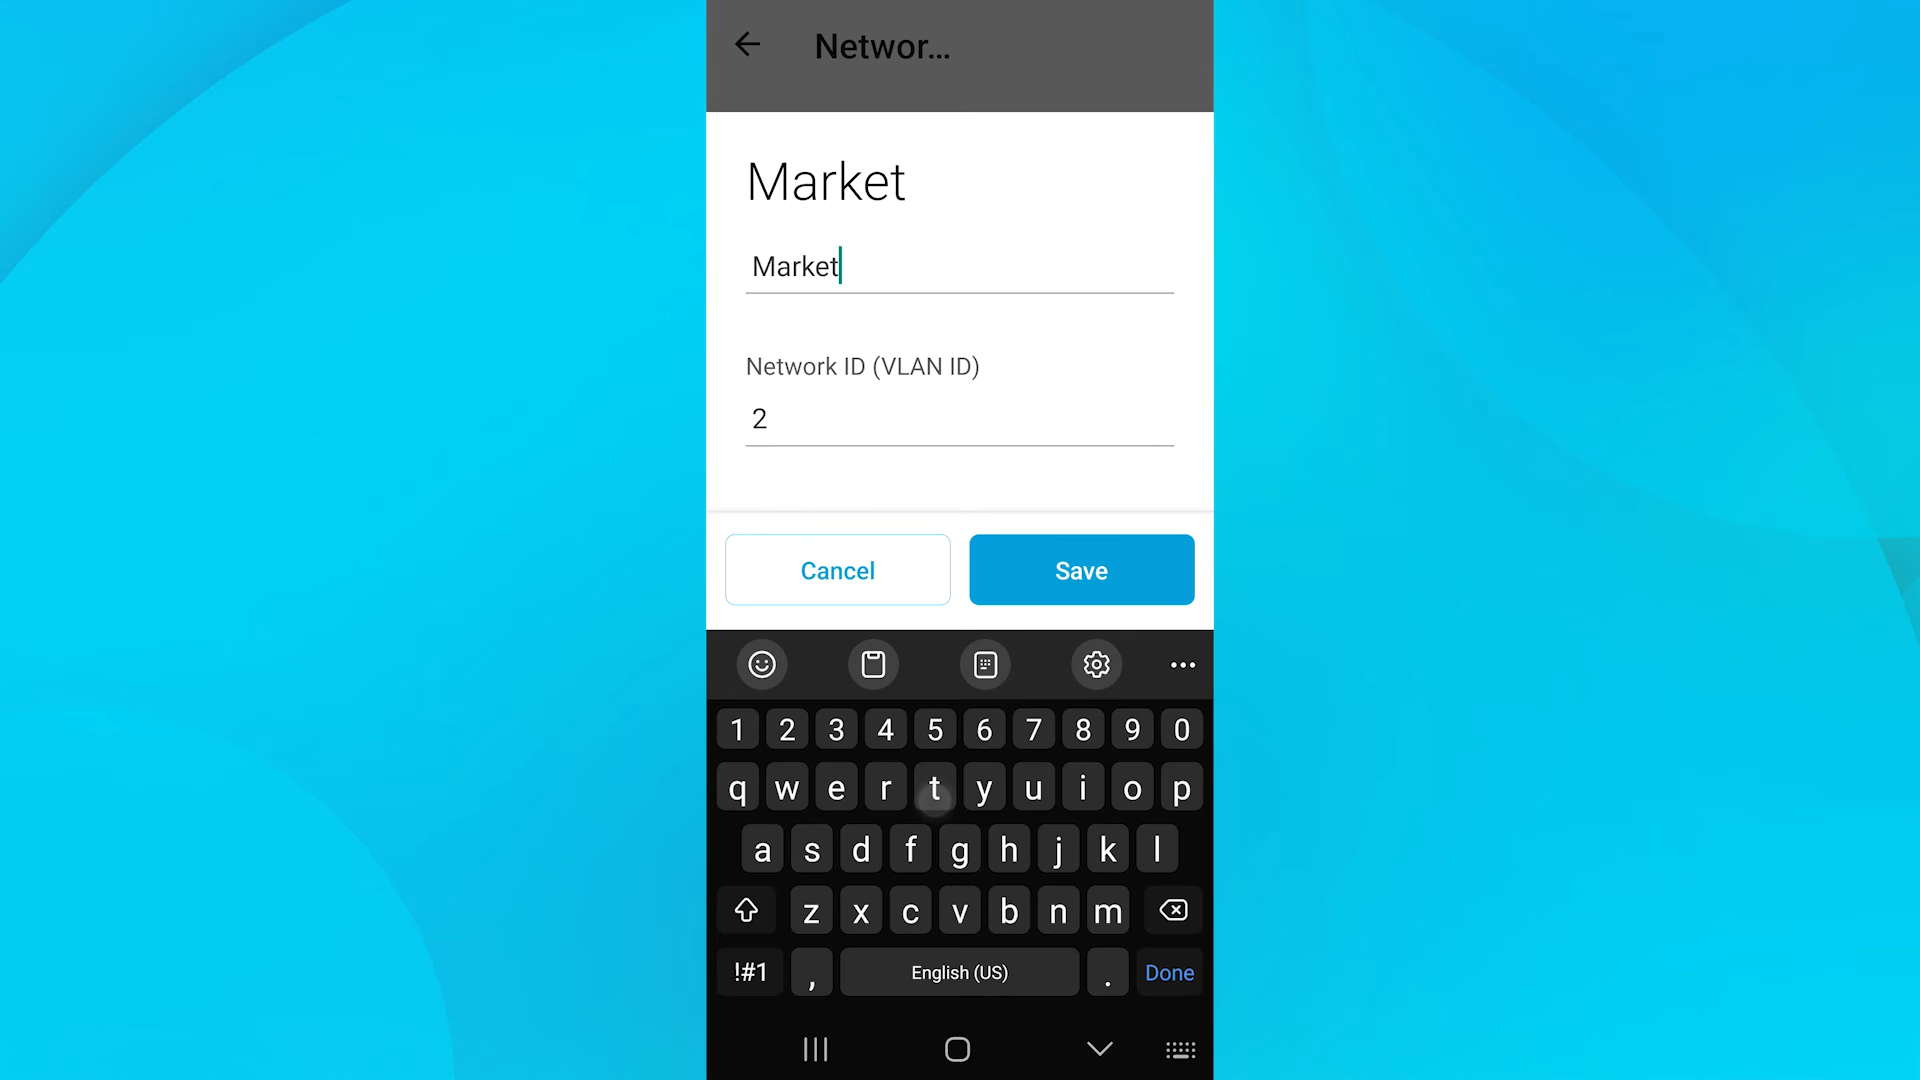 Networ...
Market
Market
Network ID (VLAN ID)
2
Cancel Save
1 2 3 4 5 6 7 8 9 0
q w e r t y u i o p
a s d f g h j k l
z x c v b n m
!#1 , English (US) . Done